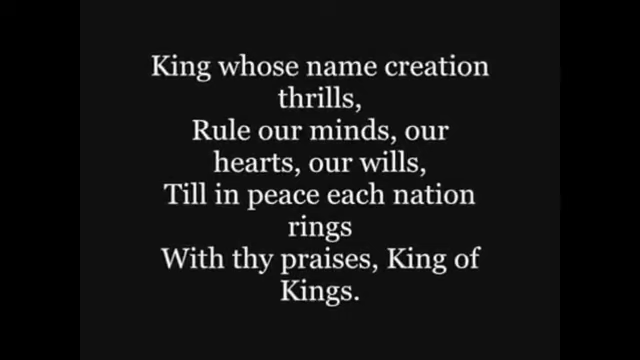 King whose name creation
thrills,
Rule our minds, our
hearts, our wills,
Till in peace each nation
rings
With thy praises, King of
Kings.